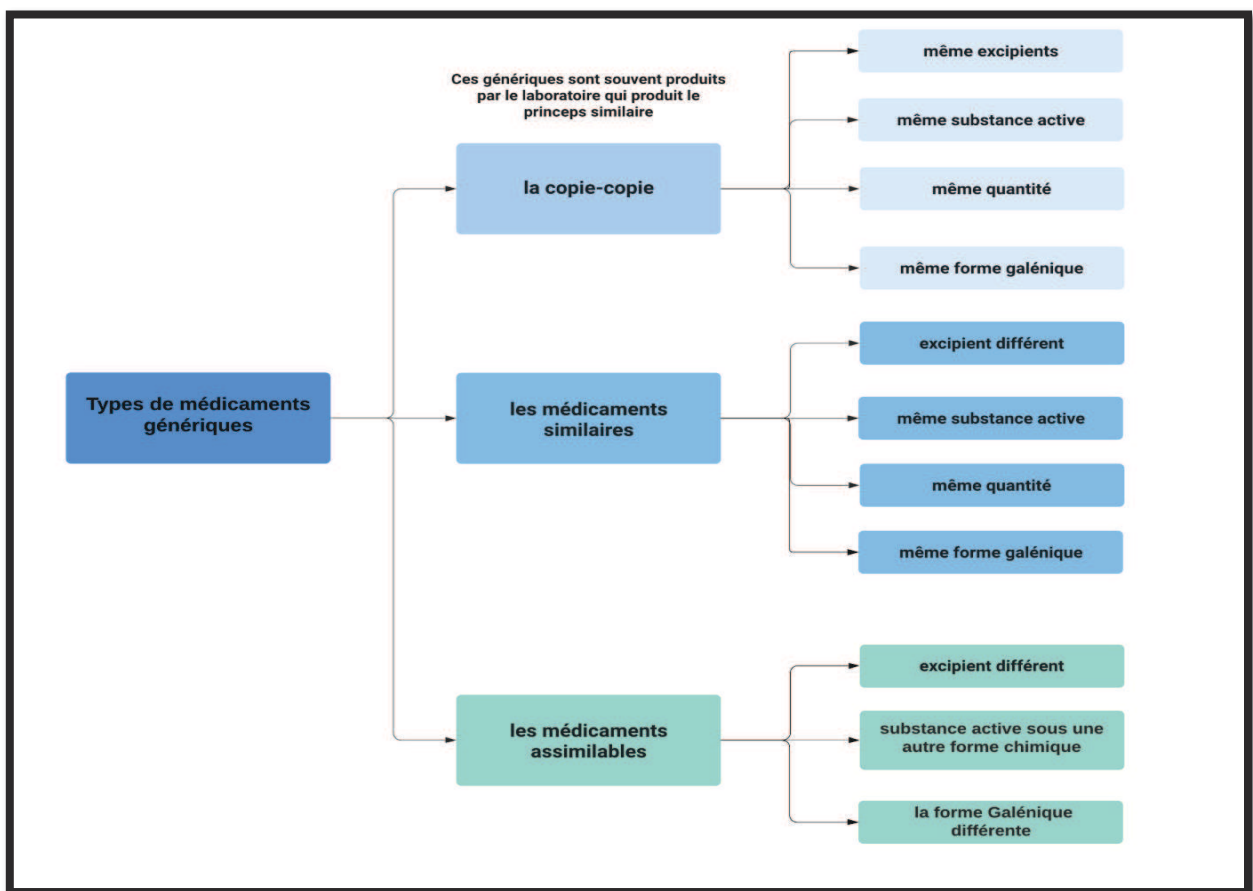 Types de médicaments
génériques
Ces génériques sont souvent produits
par le laboratoire qui produit le
princeps similaire
la copie-copie
même excipients
même substance active
même quantité
même forme galénique
les médicaments
similaires
excipient différent
même substance active
même quantité
même forme galénique
les médicaments
assimilables
excipient différent
substance active sous une
autre forme chimique
la forme Galénique
différente